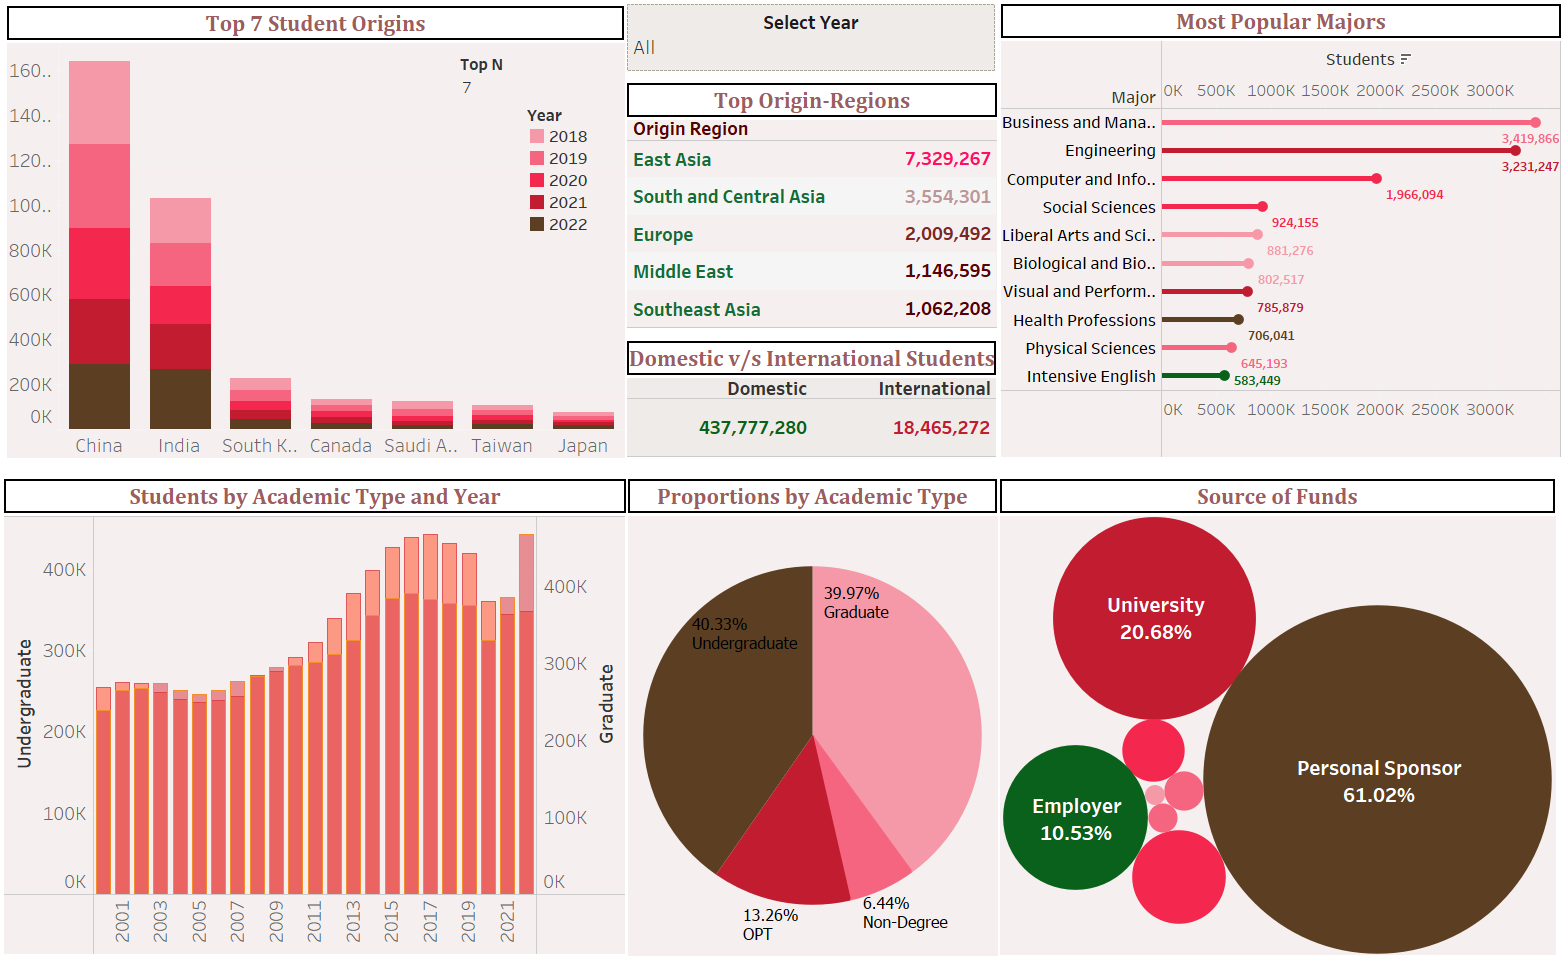 Top 7 Student Origins
160..
140..
120..
100..
800K
600K
400K
200K
0K
China
India
South K..
Canada
Saudi A..
Taiwan
Japan
Top N
7
Year
2018
2019
2020
2021
2022
Select Year
All
Top Origin-Regions
Origin Region
East Asia 7,329,267
South and Central Asia 3,554,301
Europe 2,009,492
Middle East 1,146,595
Southeast Asia 1,062,208
Domestic v/s International Students
Domestic International
437,777,280 18,465,272
Most Popular Majors
Students
Major
0K 500K 1000K 1500K 2000K 2500K 3000K
Business and Mana.. 3,419,866
Engineering 3,231,247
Computer and Info.. 1,966,094
Social Sciences 924,155
Liberal Arts and Sci.. 881,276
Biological and Bio.. 802,517
Visual and Perform.. 785,879
Health Professions 706,041
Physical Sciences 645,193
Intensive English 583,449
0K 500K 1000K 1500K 2000K 2500K 3000K
Students by Academic Type and Year
Undergraduate
400K
300K
200K
100K
0K
2001
2003
2005
2007
2009
2011
2013
2015
2017
2019
2021
400K
300K
200K
100K
0K
Graduate
Proportions by Academic Type
39.97%
Graduate
40.33%
Undergraduate
6.44%
Non-Degree
13.26%
OPT
Source of Funds
University
20.68%
Personal Sponsor
61.02%
Employer
10.53%